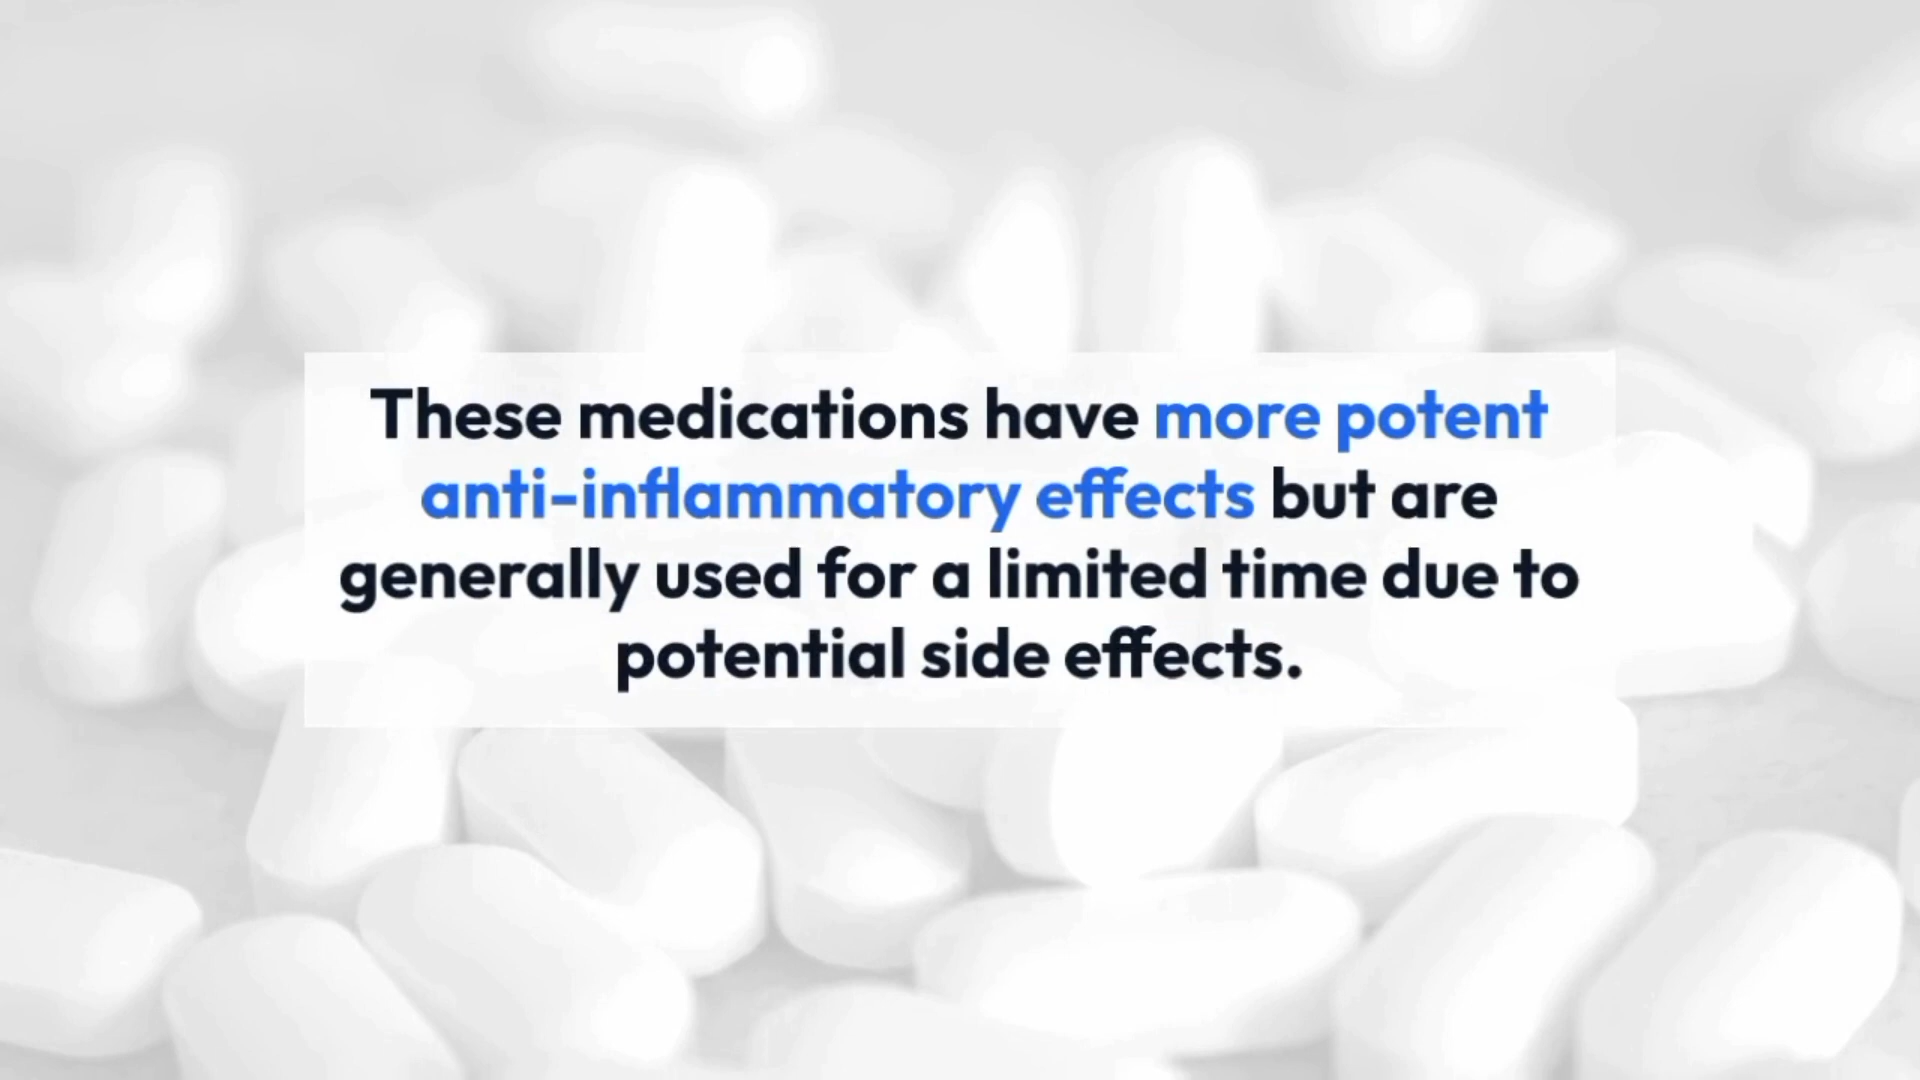 These medications have more potent
anti-inflammatory effects but are
generally used for a limited time due to
potential side effects.